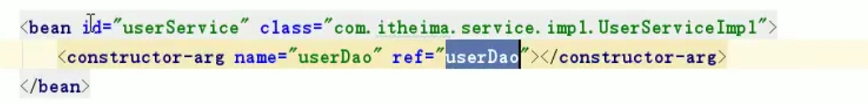 <bean id="userService" class="com.itheima.service.impl.UserServiceImpl">
<constructor-arg name="userDao" ref="userDao"></constructor-arg>
</bean>